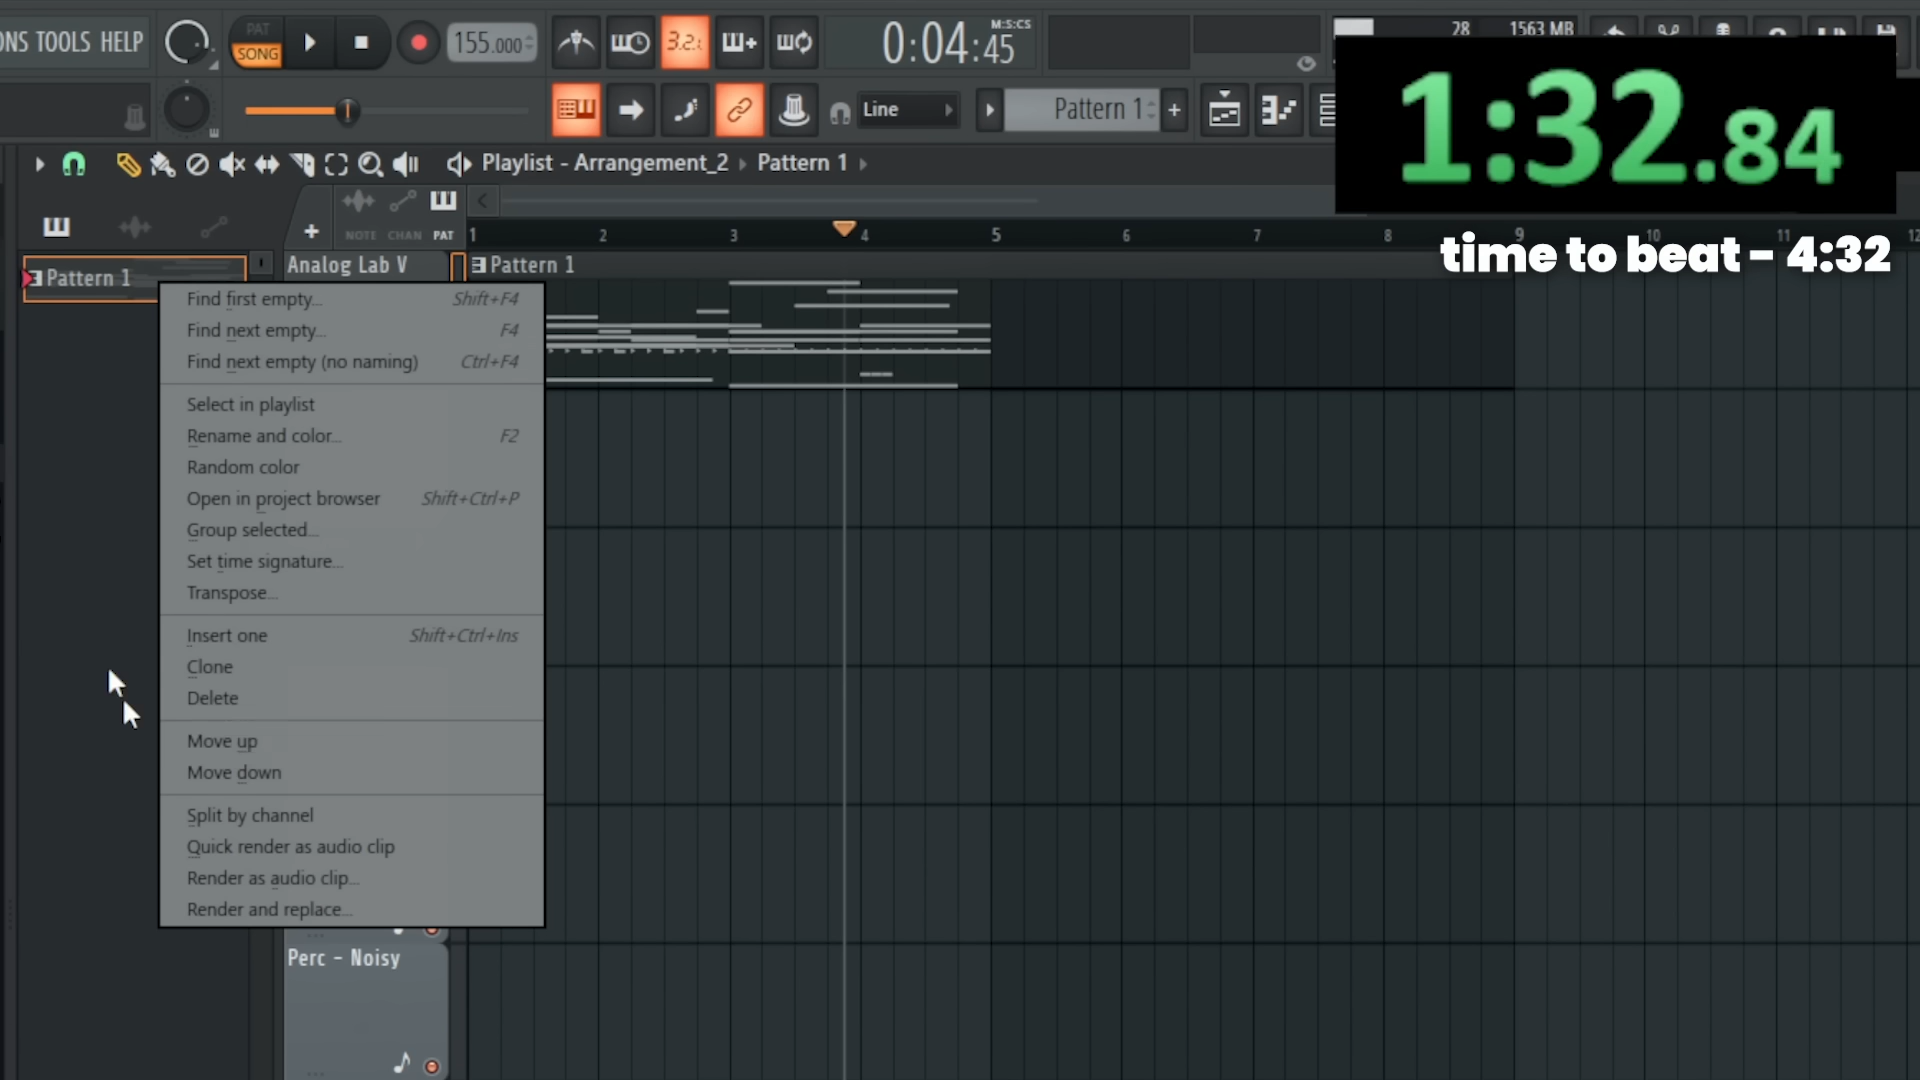 ONS TOOLS HELP
PAT
SONG
155.000
3.2.
0:04:45
M:S:CS
28
1563 MB
1:32.84
Line
Pattern 1
+
time to beat - 4:32
Playlist - Arrangement_2 › Pattern 1 ›
+
NOTE CHAN PAT
1 2 3 4 5 6 7 8 9 10 11 12
Pattern 1
Analog Lab V
Pattern 1
Find first empty... Shift+F4
Find next empty... F4
Find next empty (no naming) Ctrl+F4
Select in playlist
Rename and color... F2
Random color
Open in project browser Shift+Ctrl+P
Group selected...
Set time signature...
Transpose...
Insert one Shift+Ctrl+Ins
Clone
Delete
Move up
Move down
Split by channel
Quick render as audio clip
Render as audio clip...
Render and replace...
Perc - Noisy